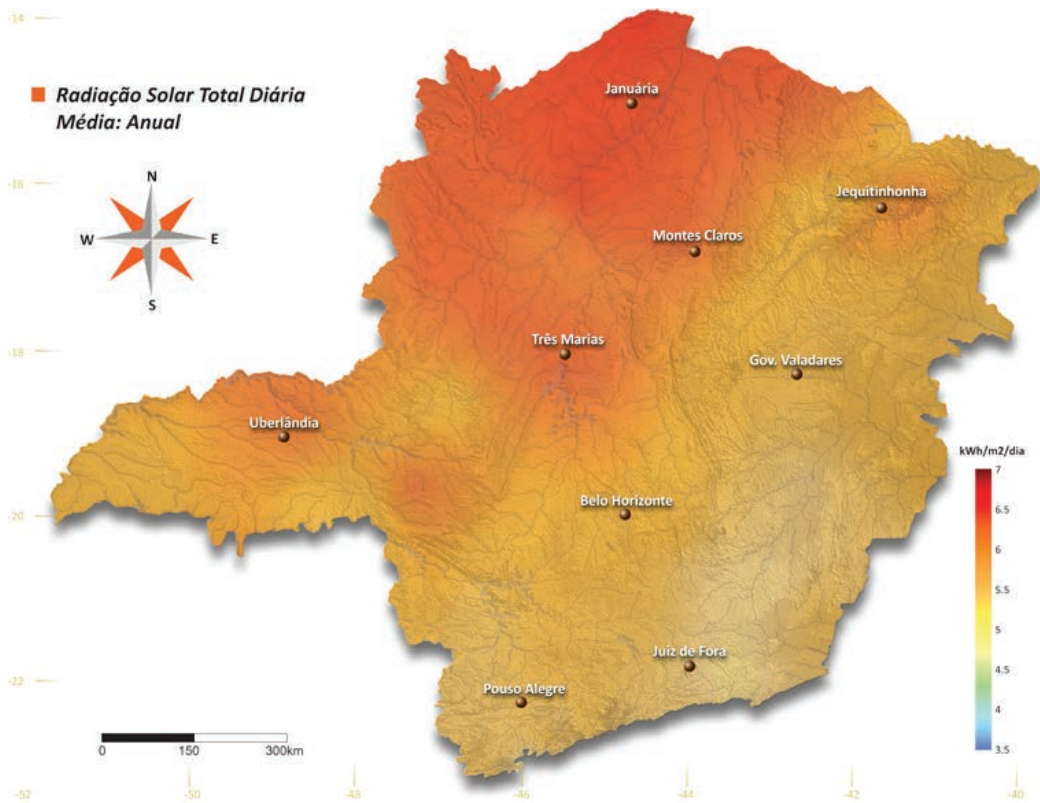 -14
Januária
Radiação Solar Total Diária
Média: Anual
-16
N
Jequitinhonha
W
E
Montes Claros
S
-18
Três Marias
Gov. Valadares
Uberlândia
kWh/m2/dia
7
6.5
6
5.5
5
4.5
4
3.5
Belo Horizonte
-20
Juiz de Fora
-22
Pouso Alegre
0 150 300km
-52 -50 -48 -46 -44 -42 -40